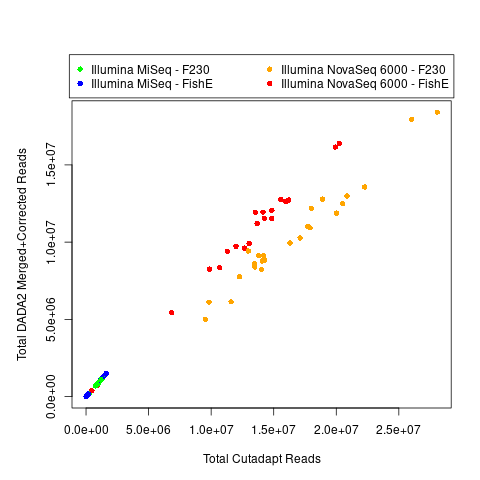 Illumina MiSeq - F230 Illumina NovaSeq 6000 - F230
Illumina MiSeq - FishE Illumina NovaSeq 6000 - FishE
Total DADA2 Merged+Corrected Reads
1.5e+07
1.0e+07
5.0e+06
0.0e+00
0.0e+00 5.0e+06 1.0e+07 1.5e+07 2.0e+07 2.5e+07
Total Cutadapt Reads